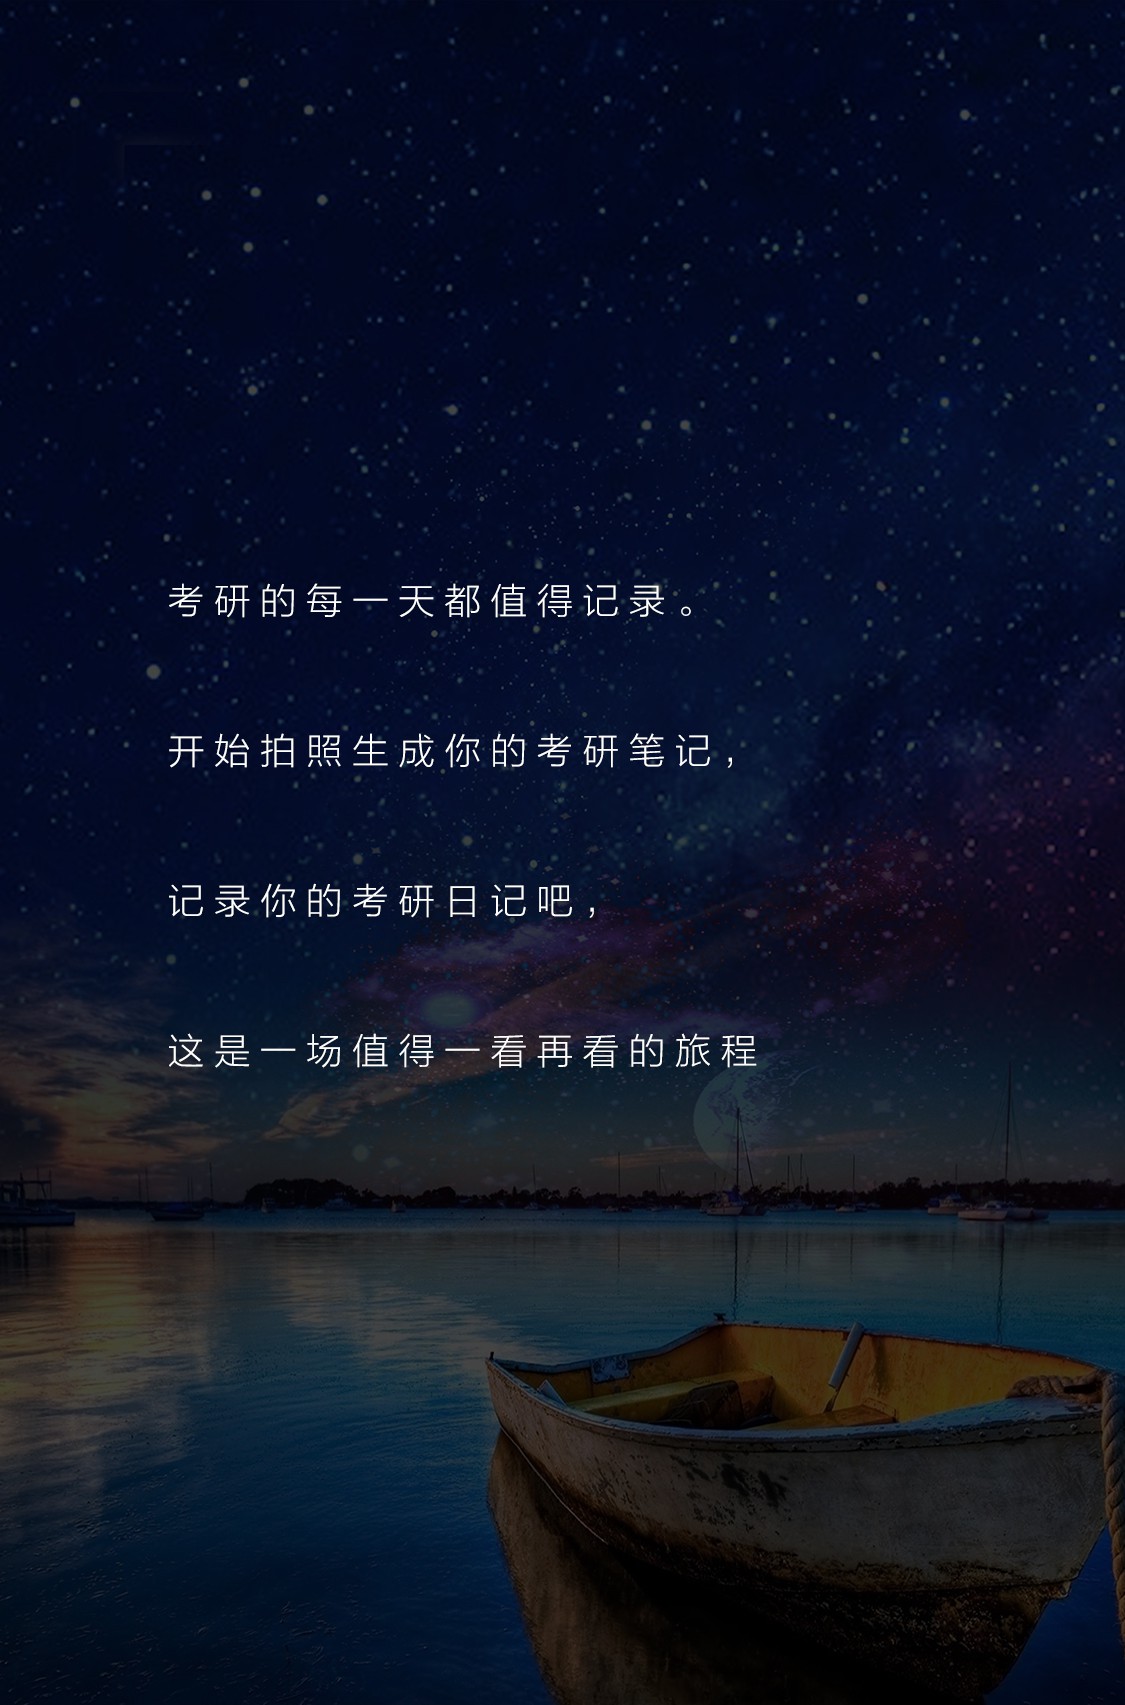 考研的每一天都值得记录。
开始拍照生成你的考研笔记，
记录你的考研日记吧，
这是一场值得一看再看的旅程